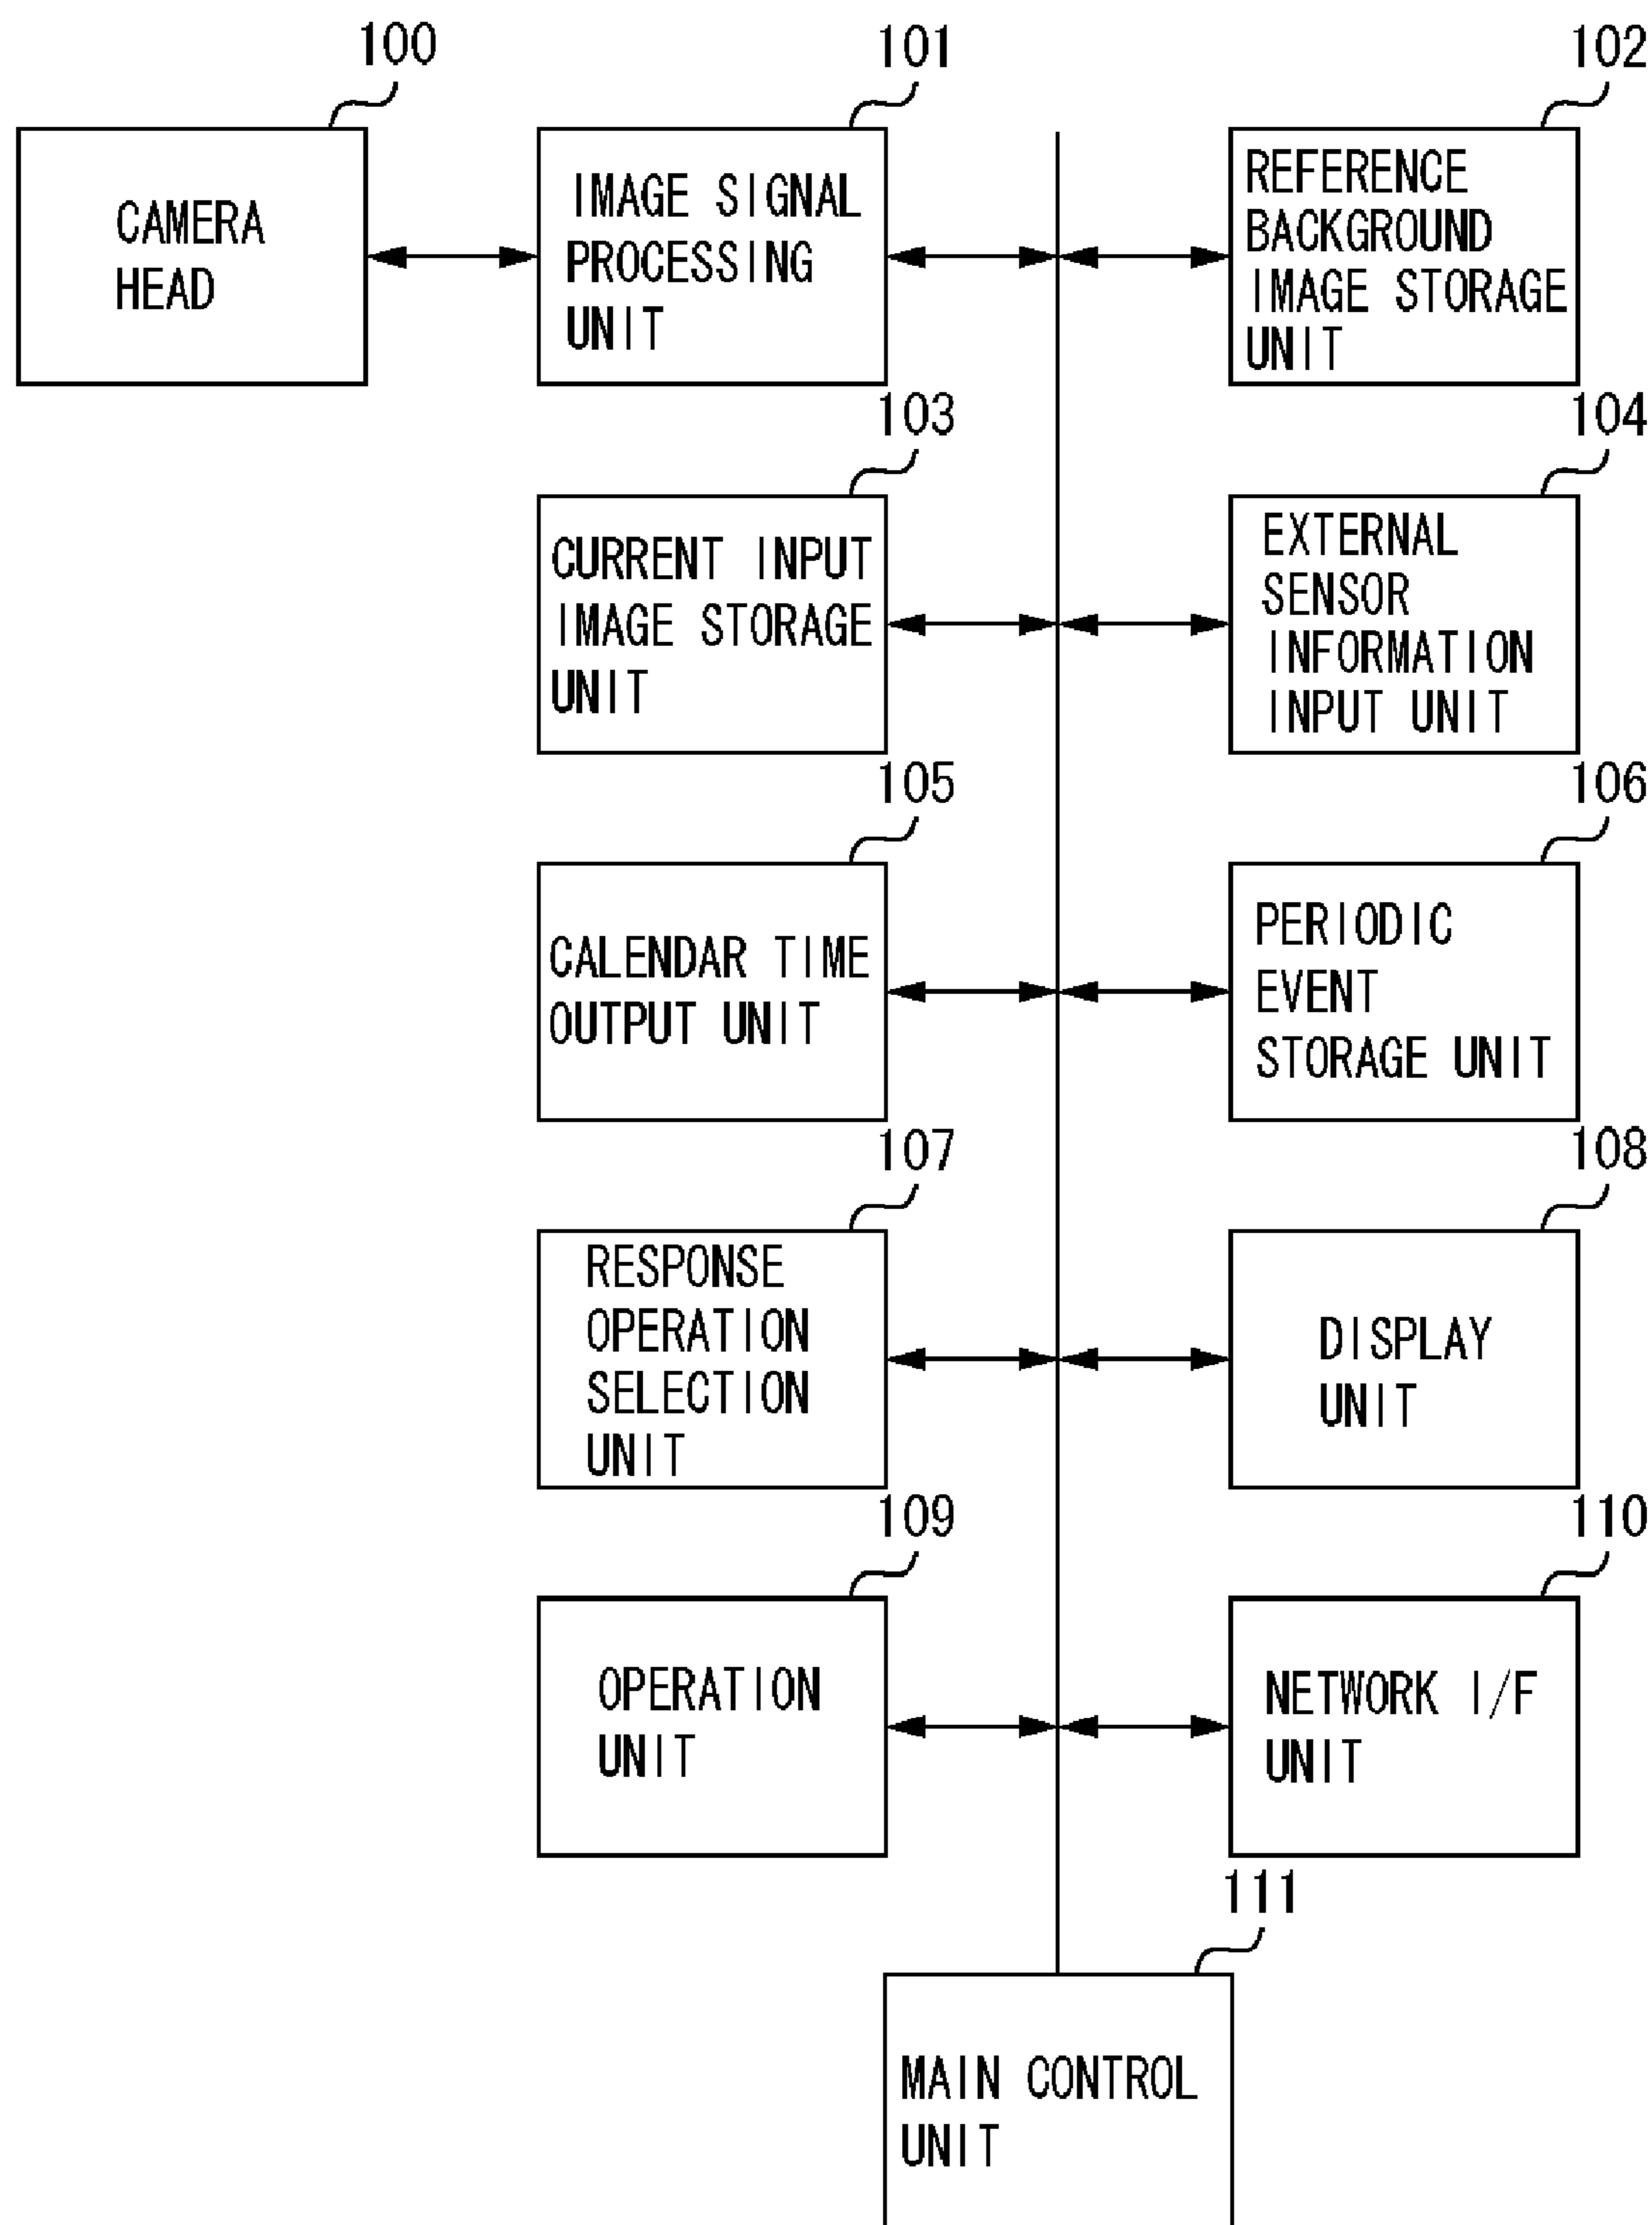 100
101
102
CAMERA
HEAD
IMAGE SIGNAL
PROCESSING
UNIT
REFERENCE
BACKGROUND
IMAGE STORAGE
UNIT
103
104
CURRENT INPUT
IMAGE STORAGE
UNIT
EXTERNAL
SENSOR
INFORMATION
INPUT UNIT
105
106
CALENDAR TIME
OUTPUT UNIT
PERIODIC
EVENT
STORAGE UNIT
107
108
RESPONSE
OPERATION
SELECTION
UNIT
DISPLAY
UNIT
109
110
OPERATION
UNIT
NETWORK I/F
UNIT
111
MAIN CONTROL
UNIT